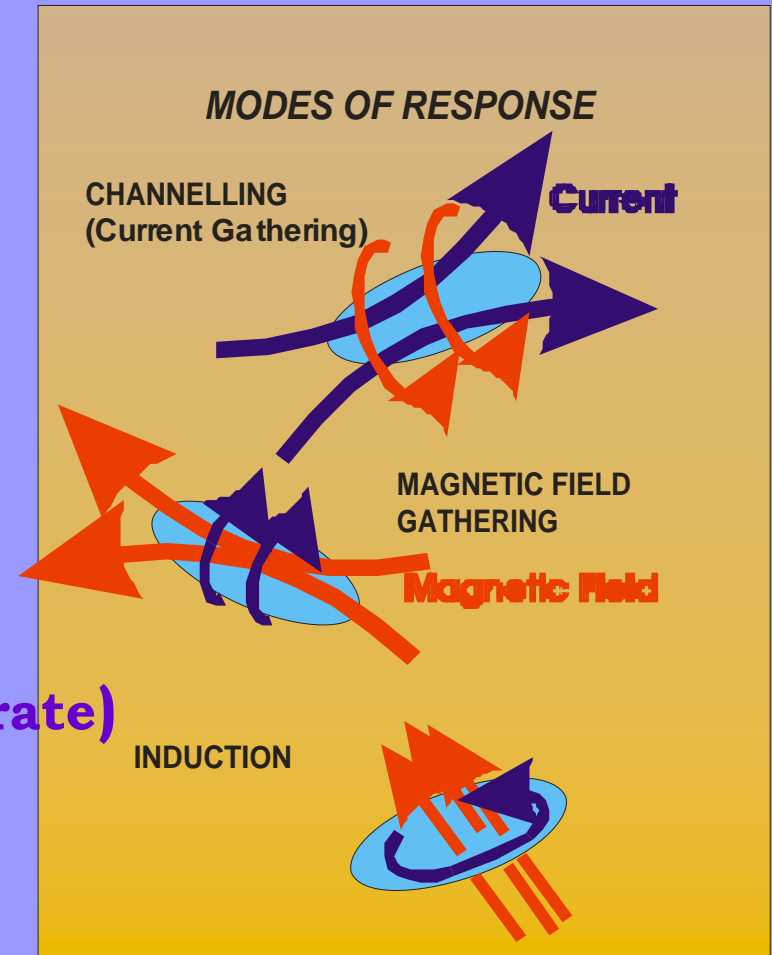 MODES OF RESPONSE
CHANNELLING
(Current Gathering)
Current
MAGNETIC FIELD
GATHERING
Magnetic Field
rate)
INDUCTION